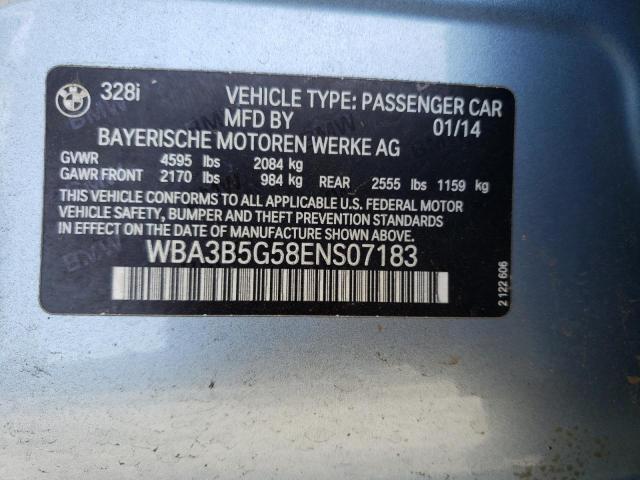 BMW 328i VEHICLE TYPE: PASSENGER CAR
MFD BY 01/14
BAYERISCHE MOTOREN WERKE AG
GVWR 4595 lbs 2084 kg
GAWR FRONT 2170 lbs 984 kg REAR 2555 lbs 1159 kg
THIS VEHICLE CONFORMS TO ALL APPLICABLE U.S. FEDERAL MOTOR
VEHICLE SAFETY, BUMPER, AND THEFT PREVENTION STANDARDS
IN EFFECT ON THE DATE OF MANUFACTURE SHOWN ABOVE.
WBA3B5G58ENS07183
2 122 606